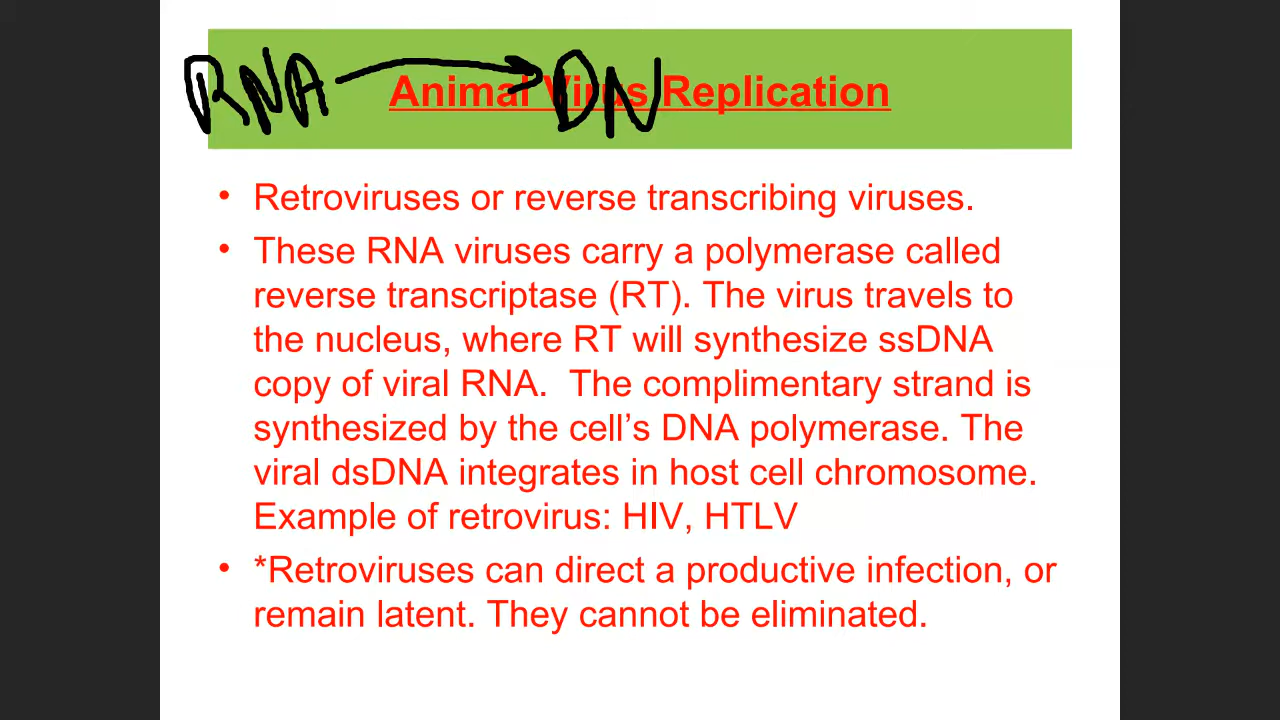 RNA → DN
Animal Virus Replication
• Retroviruses or reverse transcribing viruses.
• These RNA viruses carry a polymerase called
reverse transcriptase (RT). The virus travels to
the nucleus, where RT will synthesize ssDNA
copy of viral RNA.  The complimentary strand is
synthesized by the cell’s DNA polymerase. The
viral dsDNA integrates in host cell chromosome.
Example of retrovirus: HIV, HTLV
• *Retroviruses can direct a productive infection, or
remain latent. They cannot be eliminated.